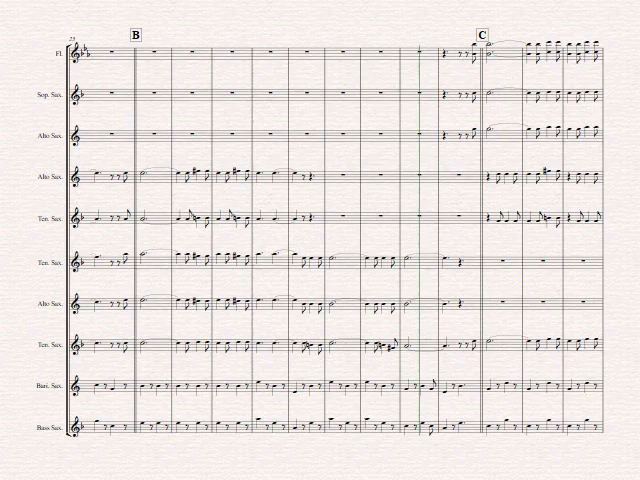 B
C
25
Fl.
Sop. Sax.
Alto Sax.
Alto Sax.
Ten. Sax.
Ten. Sax.
Alto Sax.
Ten. Sax.
Bari. Sax.
Bass Sax.